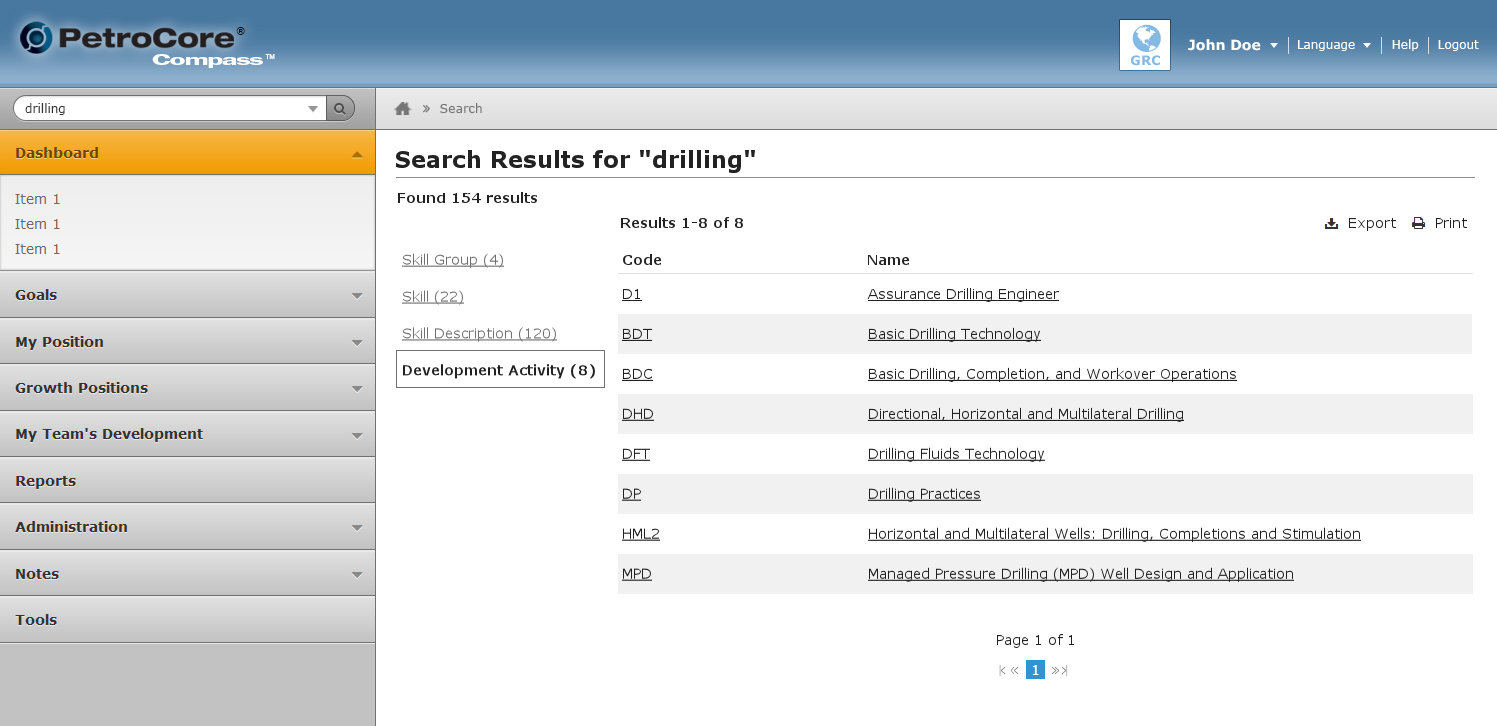 PetroCore®
Compass™
GRC
John Doe
Language
Help
Logout
drilling
» Search
Dashboard
Item 1
Item 1
Item 1
Goals
My Position
Growth Positions
My Team's Development
Reports
Administration
Notes
Tools
Search Results for "drilling"
Found 154 results
Skill Group (4)
Skill (22)
Skill Description (120)
Development Activity (8)
Results 1-8 of 8
Export
Print
Code Name
D1 Assurance Drilling Engineer
BDT Basic Drilling Technology
BDC Basic Drilling, Completion, and Workover Operations
DHD Directional, Horizontal and Multilateral Drilling
DFT Drilling Fluids Technology
DP Drilling Practices
HML2 Horizontal and Multilateral Wells: Drilling, Completions and Stimulation
MPD Managed Pressure Drilling (MPD) Well Design and Application
Page 1 of 1
|< « 1 » >|